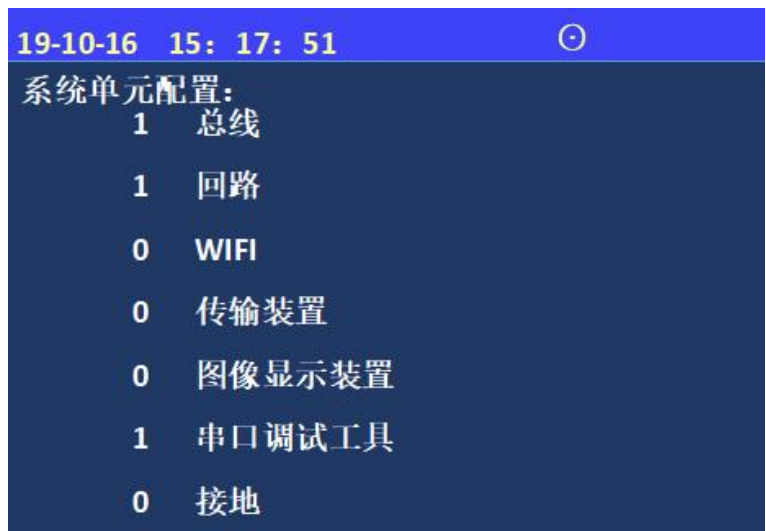 19-10-16 15：17：51 ⊙
系统单元配置：
1 总线
1 回路
0 WIFI
0 传输装置
0 图像显示装置
1 串口调试工具
0 接地